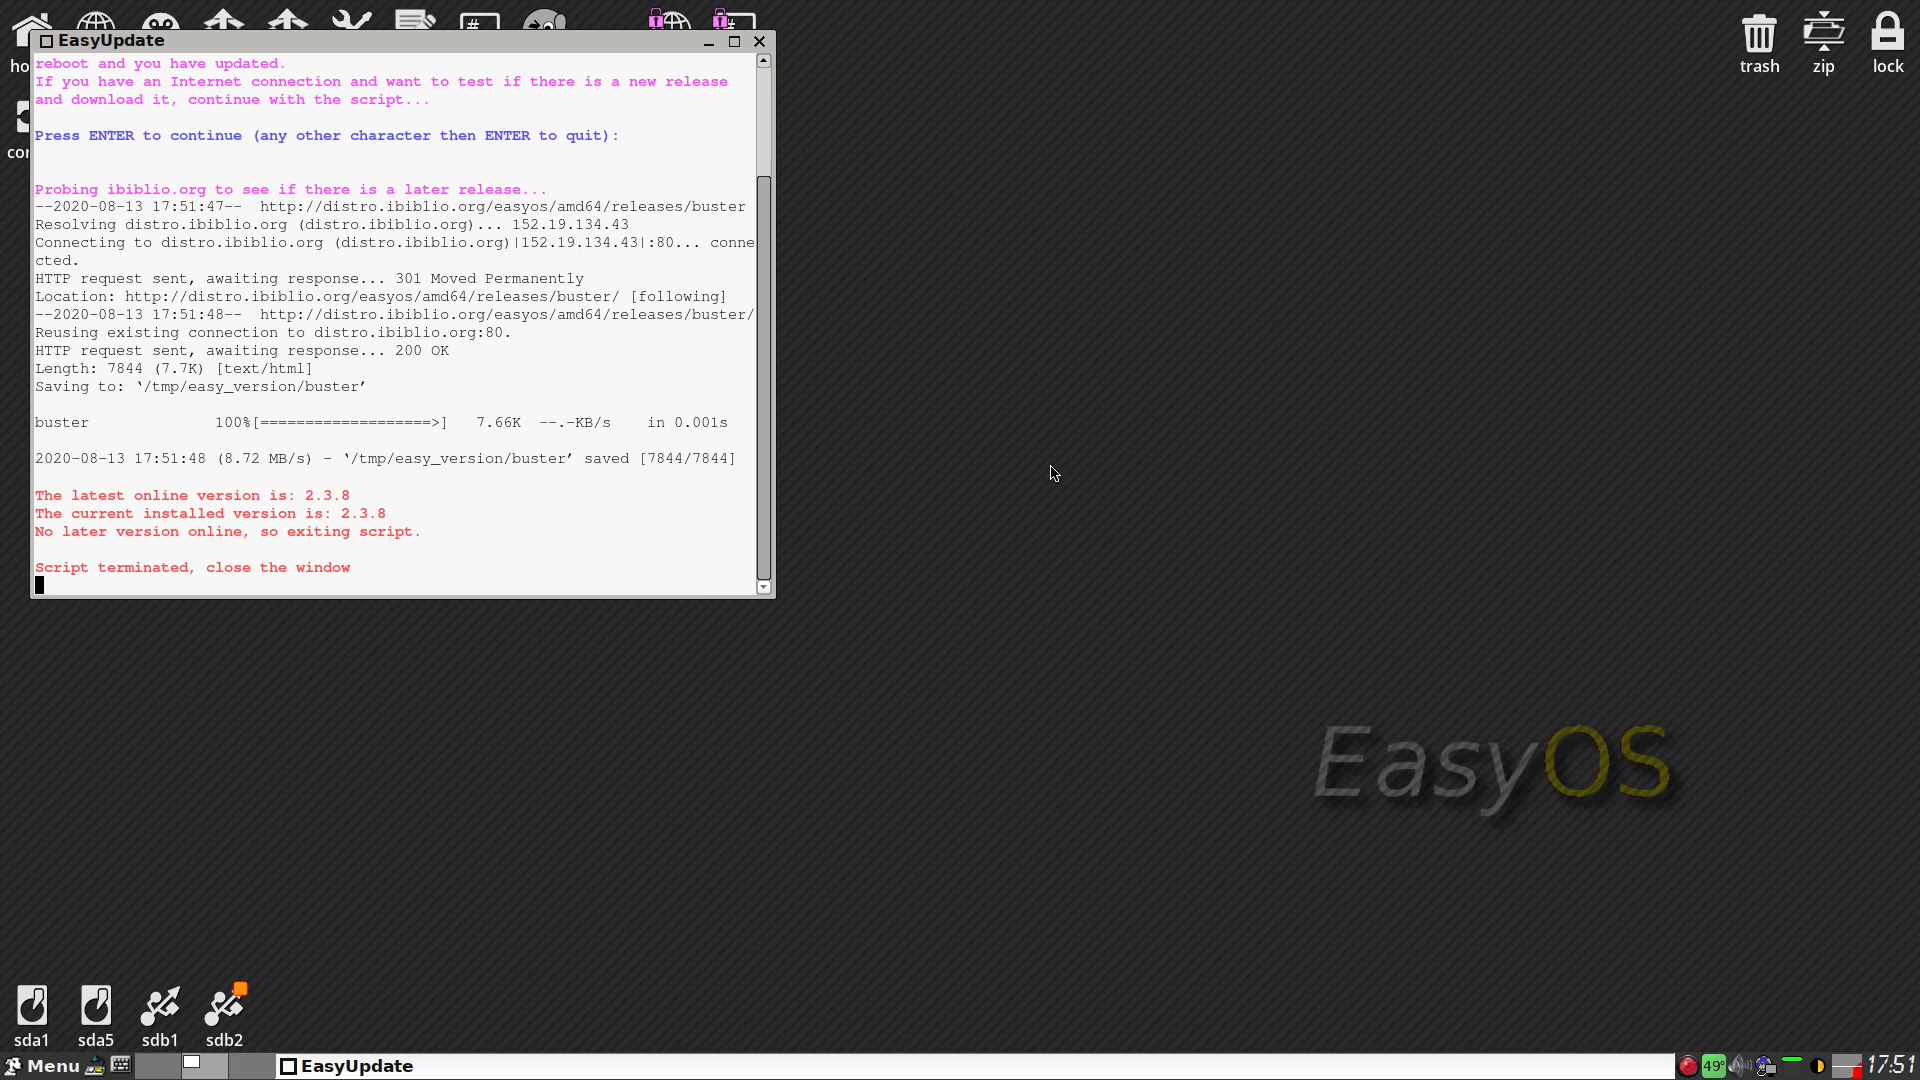 EasyUpdate
reboot and you have updated.
If you have an Internet connection and want to test if there is a new release
and download it, continue with the script...
Press ENTER to continue (any other character then ENTER to quit):
Probing ibiblio.org to see if there is a later release...
--2020-08-13 17:51:47--  http://distro.ibiblio.org/easyos/amd64/releases/buster
Resolving distro.ibiblio.org (distro.ibiblio.org)... 152.19.134.43
Connecting to distro.ibiblio.org (distro.ibiblio.org)|152.19.134.43|:80... conne
cted.
HTTP request sent, awaiting response... 301 Moved Permanently
Location: http://distro.ibiblio.org/easyos/amd64/releases/buster/ [following]
--2020-08-13 17:51:48--  http://distro.ibiblio.org/easyos/amd64/releases/buster/
Reusing existing connection to distro.ibiblio.org:80.
HTTP request sent, awaiting response... 200 OK
Length: 7844 (7.7K) [text/html]
Saving to: ‘/tmp/easy_version/buster’
buster              100%[===================>]   7.66K  --.-KB/s    in 0.001s
2020-08-13 17:51:48 (8.72 MB/s) - ‘/tmp/easy_version/buster’ saved [7844/7844]
The latest online version is: 2.3.8
The current installed version is: 2.3.8
No later version online, so exiting script.
Script terminated, close the window
ho
con
trash
zip
lock
EasyOS
sda1
sda5
sdb1
sdb2
Menu
EasyUpdate
49°
17:51